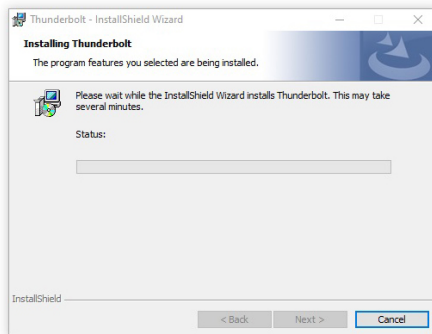 Thunderbolt - InstallShield Wizard
Installing Thunderbolt
The program features you selected are being installed.
Please wait while the InstallShield Wizard installs Thunderbolt. This may take
several minutes.
Status:
InstallShield
< Back
Next >
Cancel